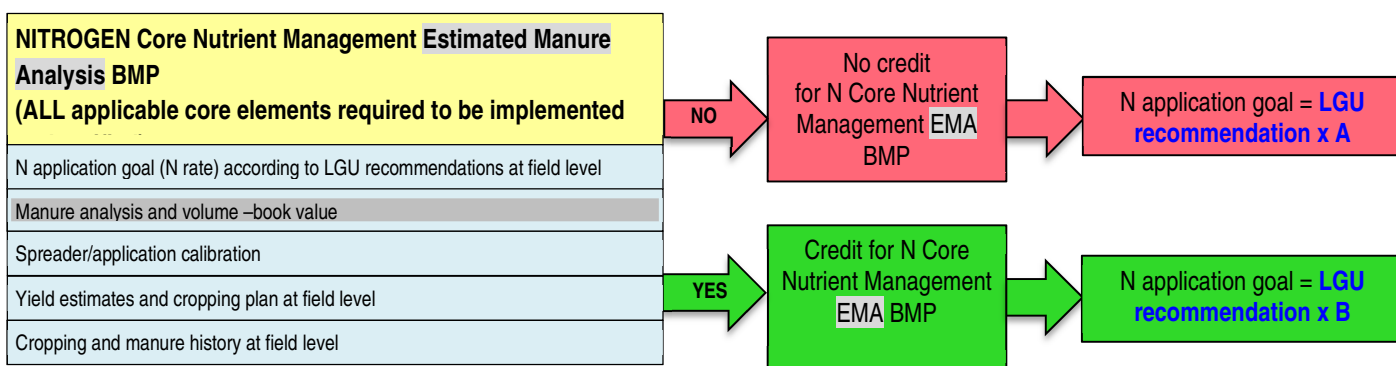 NITROGEN Core Nutrient Management Estimated Manure
Analysis BMP
(ALL applicable core elements required to be implemented
N application goal (N rate) according to LGU recommendations at field level
Manure analysis and volume –book value
Spreader/application calibration
Yield estimates and cropping plan at field level
Cropping and manure history at field level
NO
No credit
for N Core Nutrient
Management EMA
BMP
N application goal = LGU
recommendation x A
YES
Credit for N Core
Nutrient Management
EMA BMP
N application goal = LGU
recommendation x B